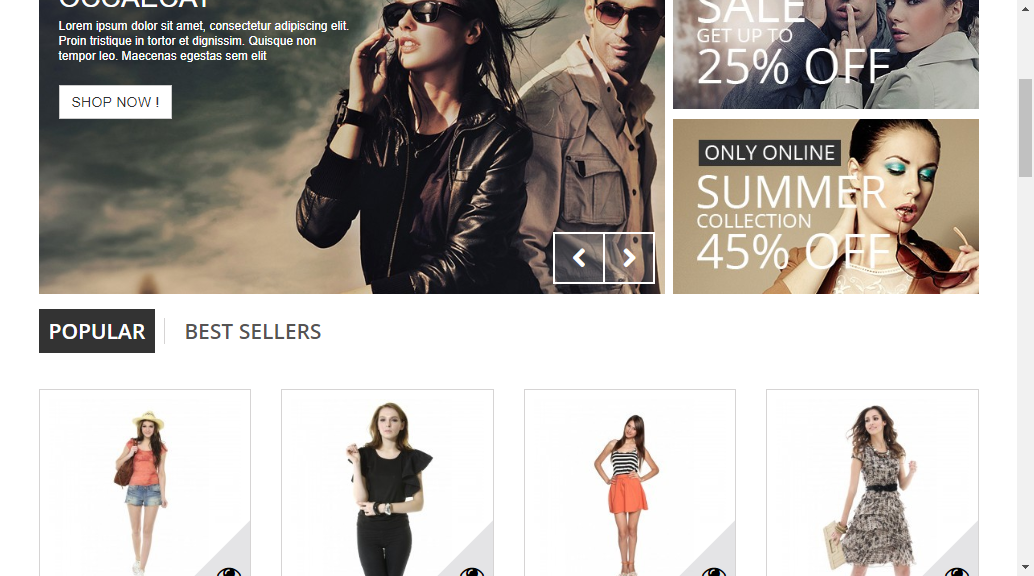 OCCAECAT
Lorem ipsum dolor sit amet, consectetur adipiscing elit.
Proin tristique in tortor et dignissim. Quisque non
tempor leo. Maecenas egestas sem elit
SHOP NOW !
SALE
GET UP TO
25% OFF
ONLY ONLINE
SUMMER
COLLECTION
45% OFF
POPULAR
BEST SELLERS